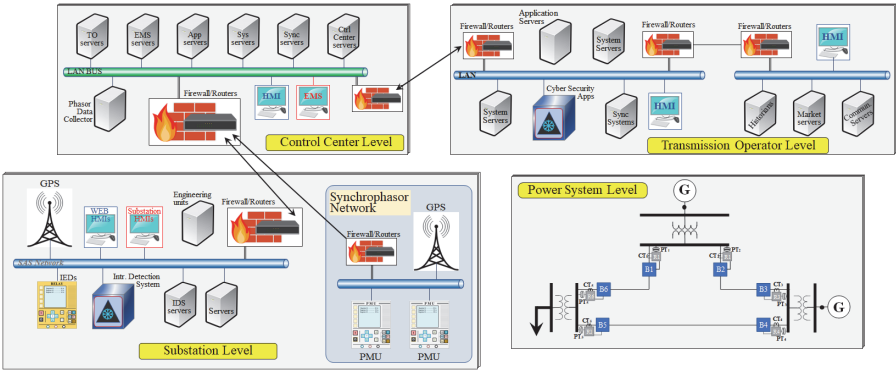 TO
servers
EMS
servers
App
servers
Sys
servers
Sync
servers
Ctrl
Center
servers
LAN BUS
Phasor
Data
Collector
Firewall/Routers
HMI
EMS
Control Center Level
Firewall/Routers
Application
Servers
System
Servers
Firewall/Routers
Firewall/Routers
HMI
LAN
System
Servers
Cyber Security
Apps
Sync
Systems
HMI
Historians
Market
servers
Commun.
Servers
Transmission Operator Level
GPS
WEB
HMIs
Substation
HMIs
Engineering
units
Firewall/Routers
IEDs
Intr. Detection
System
IDS
servers
Servers
Substation Level
Synchrophasor
Network
GPS
Firewall/Routers
PMU
PMU
Power System Level
G
B1
B2
B6
B3
G
B5
B4